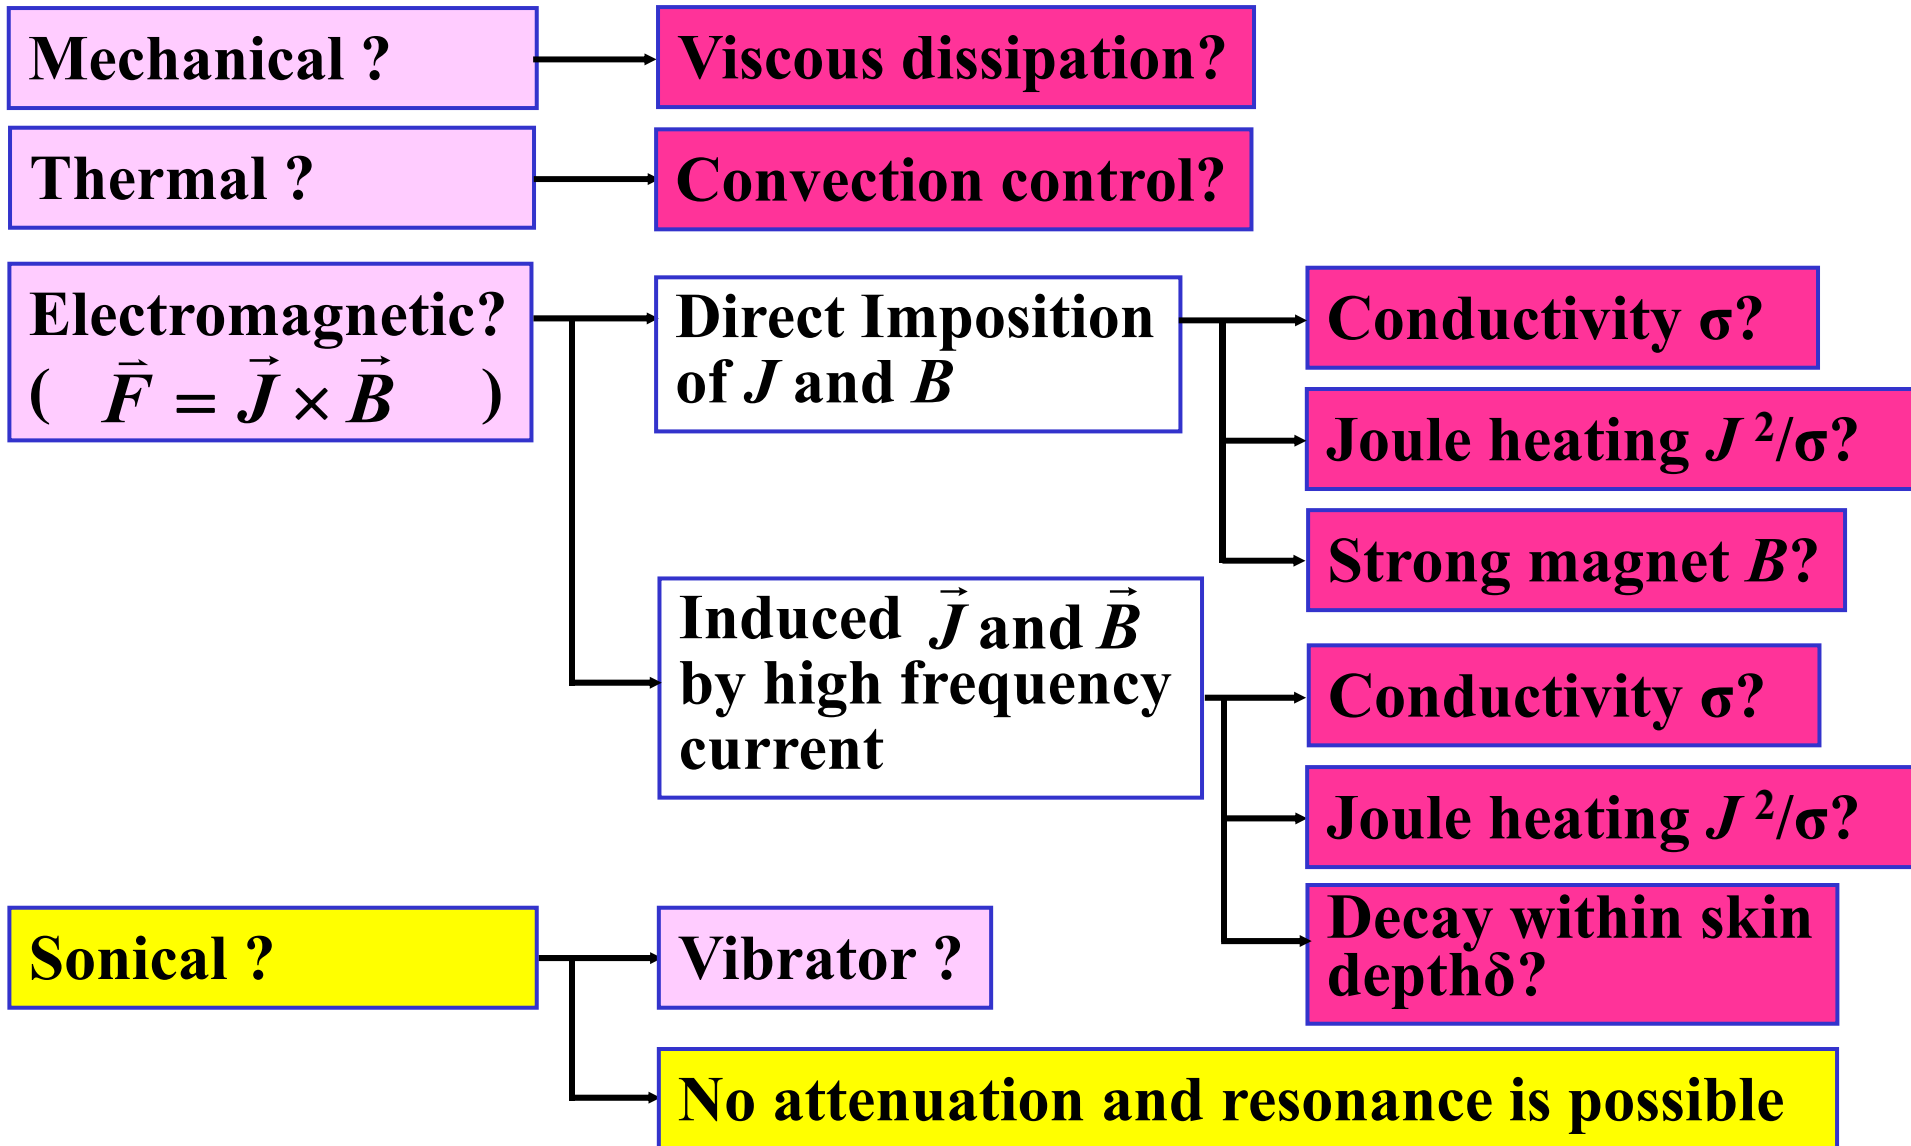 Mechanical ?
Viscous dissipation?
Thermal ?
Convection control?
Electromagnetic?
( F⃗ = J⃗ × B⃗ )
Direct Imposition
of J and B
Conductivity σ?
Joule heating J ²/σ?
Strong magnet B?
Induced J⃗ and B⃗
by high frequency
current
Conductivity σ?
Joule heating J ²/σ?
Decay within skin
depthδ?
Sonical ?
Vibrator ?
No attenuation and resonance is possible